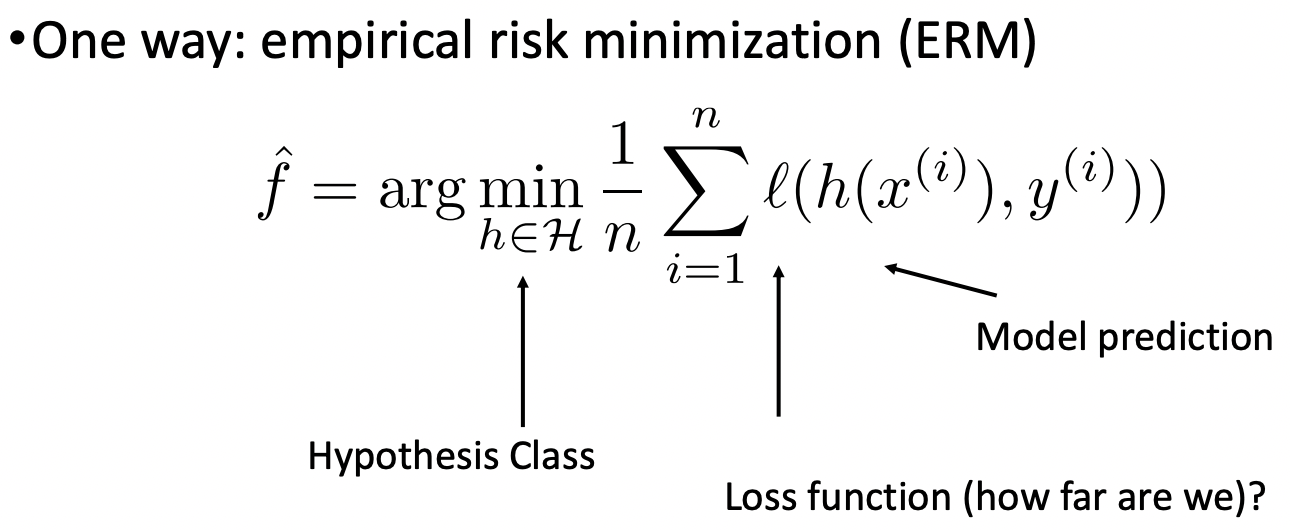 •One way: empirical risk minimization (ERM)
f̂ = arg min_{h∈ℋ} 1/n ∑_{i=1}^{n} ℓ(h(x^{(i)}), y^{(i)}))
Model prediction
Hypothesis Class
Loss function (how far are we)?